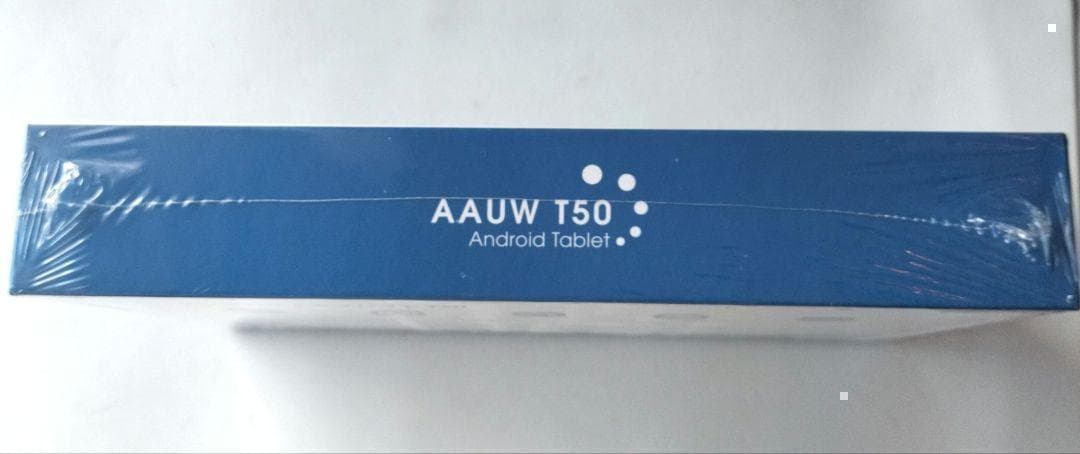 AAUW T50
Android Tablet